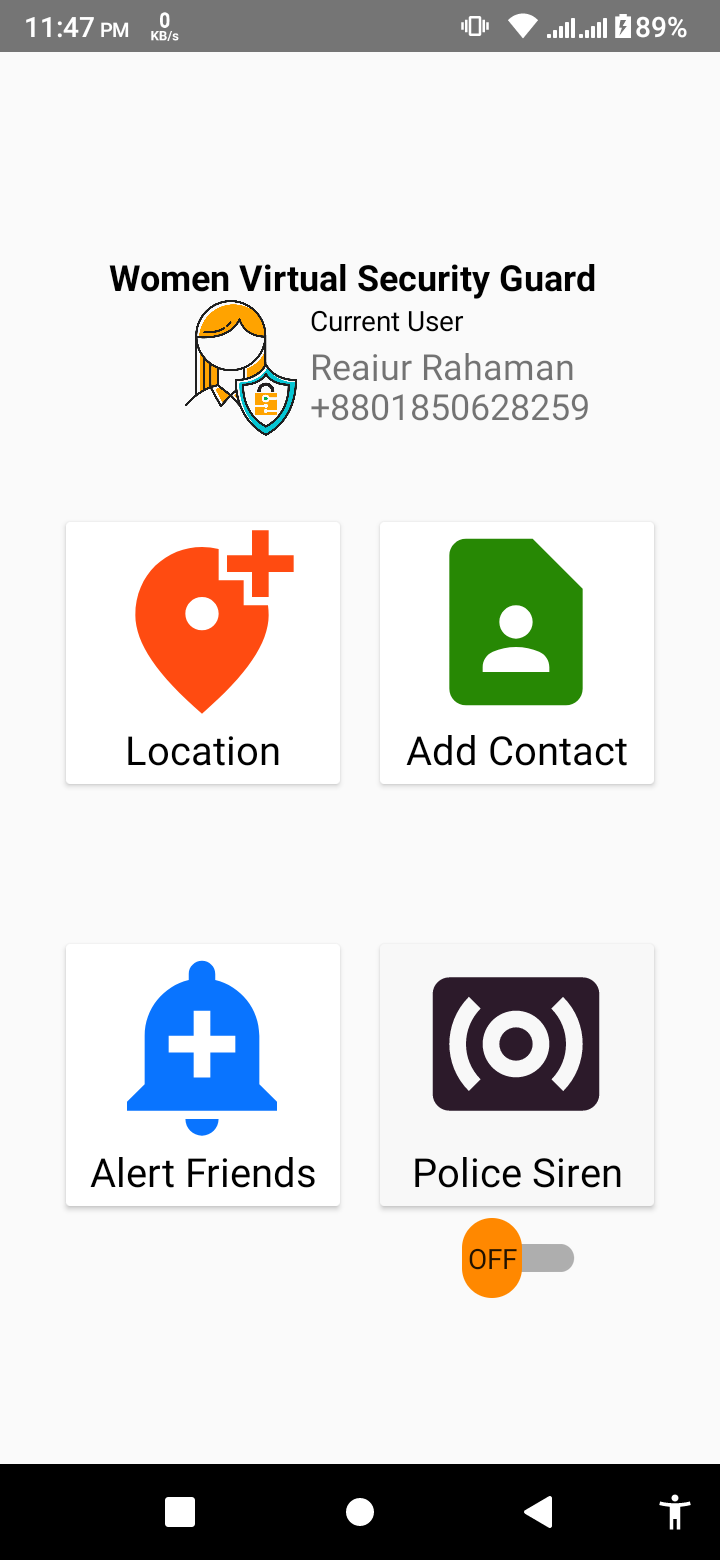 11:47 PM 0 KB/s 89%
Women Virtual Security Guard
Current User
Reajur Rahaman
+8801850628259
Location
Add Contact
Alert Friends
Police Siren
OFF